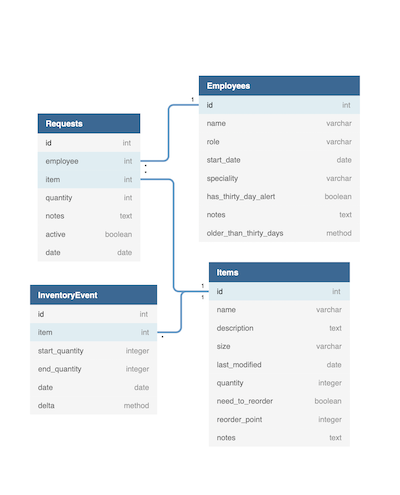 Employees
id int
name varchar
role varchar
start_date date
speciality varchar
has_thirty_day_alert boolean
notes text
older_than_thirty_days method
Requests
id int
employee int
item int
quantity int
notes text
active boolean
date date
Items
id int
name varchar
description text
size varchar
last_modified date
quantity integer
need_to_reorder boolean
reorder_point integer
notes text
InventoryEvent
id int
item int
start_quantity integer
end_quantity integer
date date
delta method
1
1
1